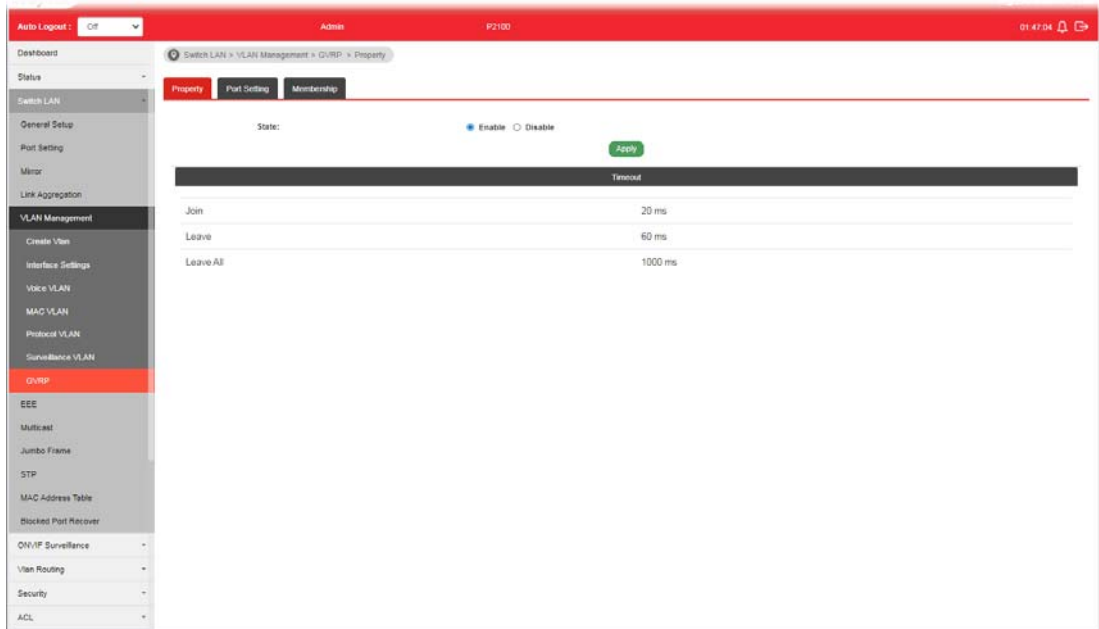 Auto Logout : Off Admin P2100 01:47:04
Dashboard
Switch LAN > VLAN Management > GVRP > Property
Status
Property Port Setting Membership
Switch LAN
General Setup
State: Enable Disable
Port Setting
Apply
Mirror
Timeout
Link Aggregation
Join 20 ms
VLAN Management
Leave 60 ms
Create Vlan
Leave All 1000 ms
Interface Settings
Voice VLAN
MAC VLAN
Protocol VLAN
Surveillance VLAN
GVRP
EEE
Multicast
Jumbo Frame
STP
MAC Address Table
Blocked Port Recover
ONVIF Surveillance
Vlan Routing
Security
ACL